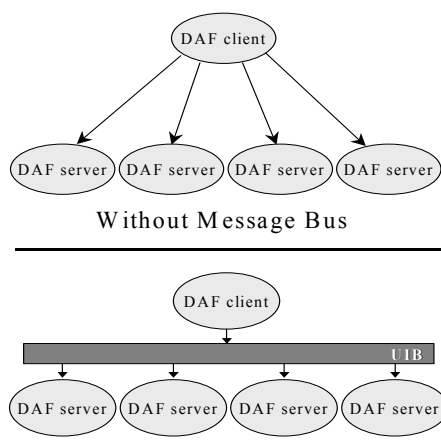 DAF client
DAF server DAF server DAF server DAF server
Without Message Bus
DAF client
UIB
DAF server DAF server DAF server DAF server